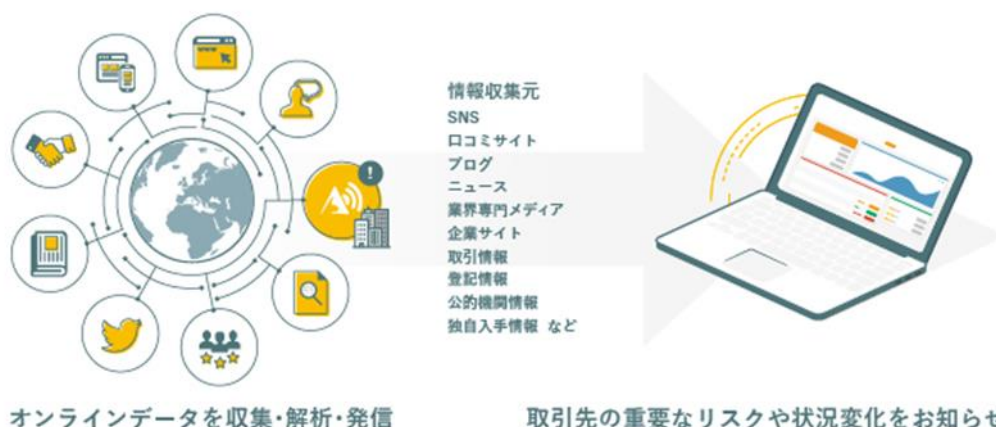 www
情報収集元
SNS
口コミサイト
ブログ
ニュース
業界専門メディア
企業サイト
取引情報
登記情報
公的機関情報
独自入手情報 など
オンラインデータを収集・解析・発信
取引先の重要なリスクや状況変化をお知らせ